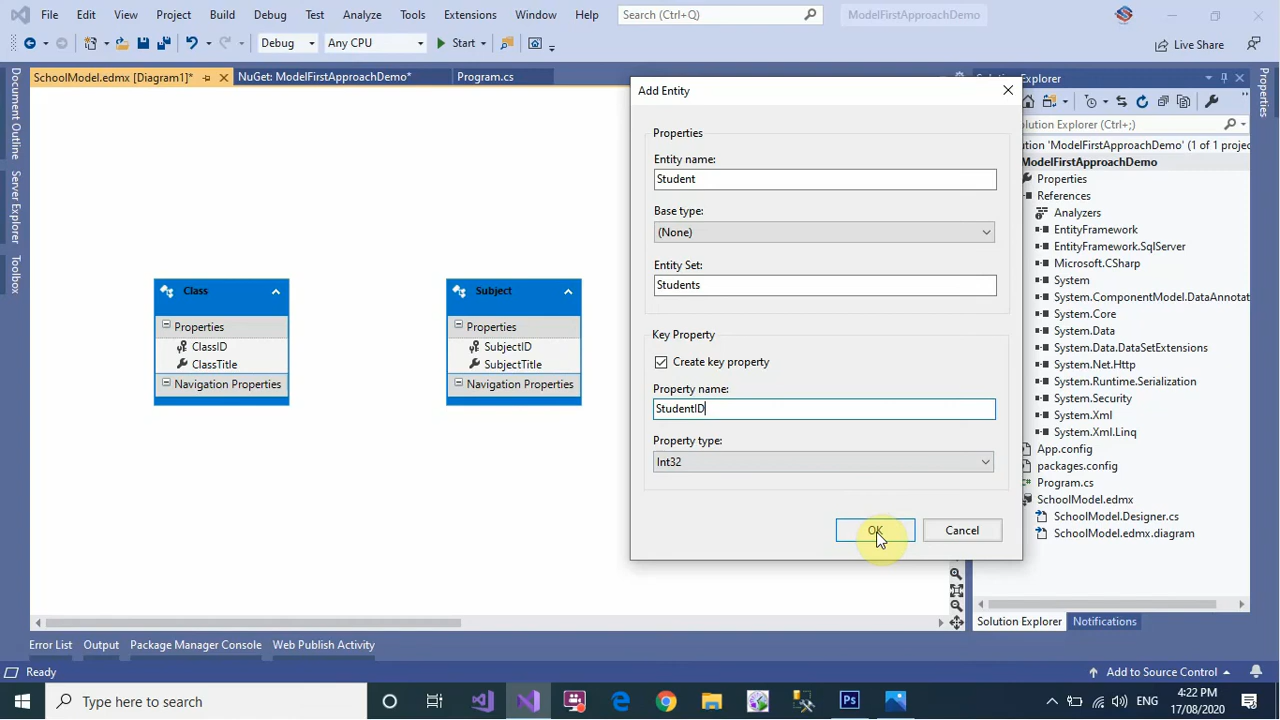 File Edit View Project Build Debug Test Analyze Tools Extensions Window Help Search (Ctrl+;) ModelFirstApproachDemo
Debug Any CPU Start Live Share
SchoolModel.edmx [Diagram1]* NuGet: ModelFirstApproachDemo* Program.cs
Document Outline
Server Explorer
Toolbox
Class
Properties
ClassID
ClassTitle
Navigation Properties
Subject
Properties
SubjectID
SubjectTitle
Navigation Properties
Add Entity
Properties
Entity name:
Student
Base type:
(None)
Entity Set:
Students
Key Property
Create key property
Property name:
StudentID
Property type:
Int32
OK Cancel
Solution Explorer
olution Explorer (Ctrl+;)
olution 'ModelFirstApproachDemo' (1 of 1 projec
ModelFirstApproachDemo
Properties
References
Analyzers
EntityFramework
EntityFramework.SqlServer
Microsoft.CSharp
System
System.ComponentModel.DataAnnotat
System.Core
System.Data
System.Data.DataSetExtensions
System.Net.Http
System.Runtime.Serialization
System.Security
System.Xml
System.Xml.Linq
App.config
packages.config
Program.cs
SchoolModel.edmx
SchoolModel.Designer.cs
SchoolModel.edmx.diagram
Solution Explorer Notifications
Properties
Error List Output Package Manager Console Web Publish Activity
Ready Add to Source Control
Type here to search ENG 4:22 PM
17/08/2020